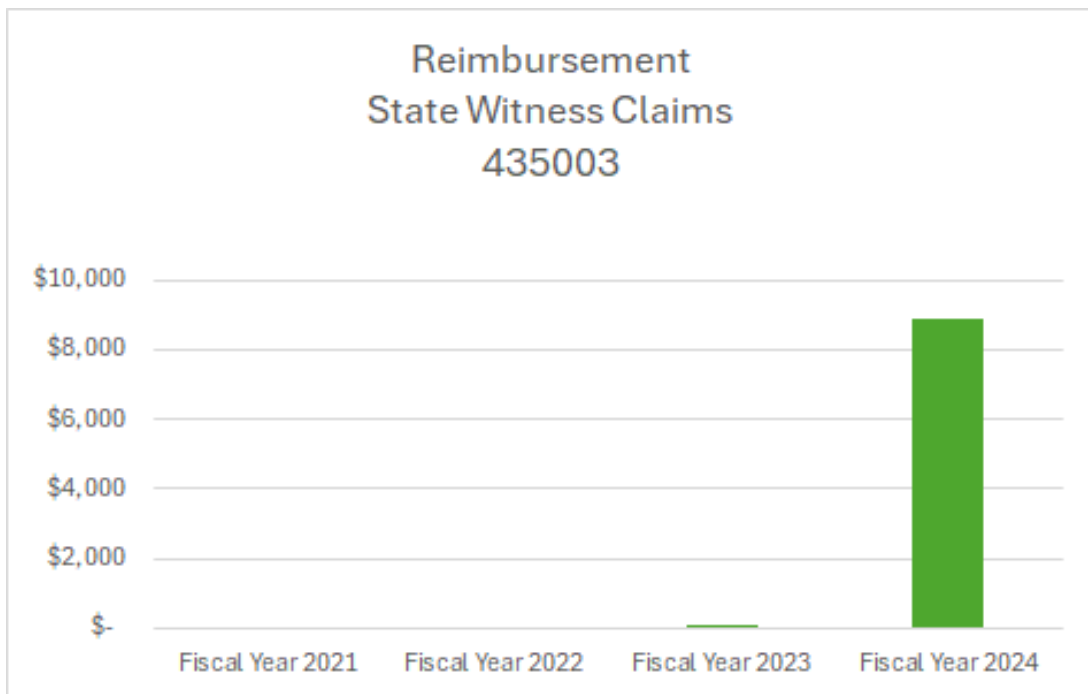 Reimbursement
State Witness Claims
435003
$10,000
$8,000
$6,000
$4,000
$2,000
$-
Fiscal Year 2021 Fiscal Year 2022 Fiscal Year 2023 Fiscal Year 2024